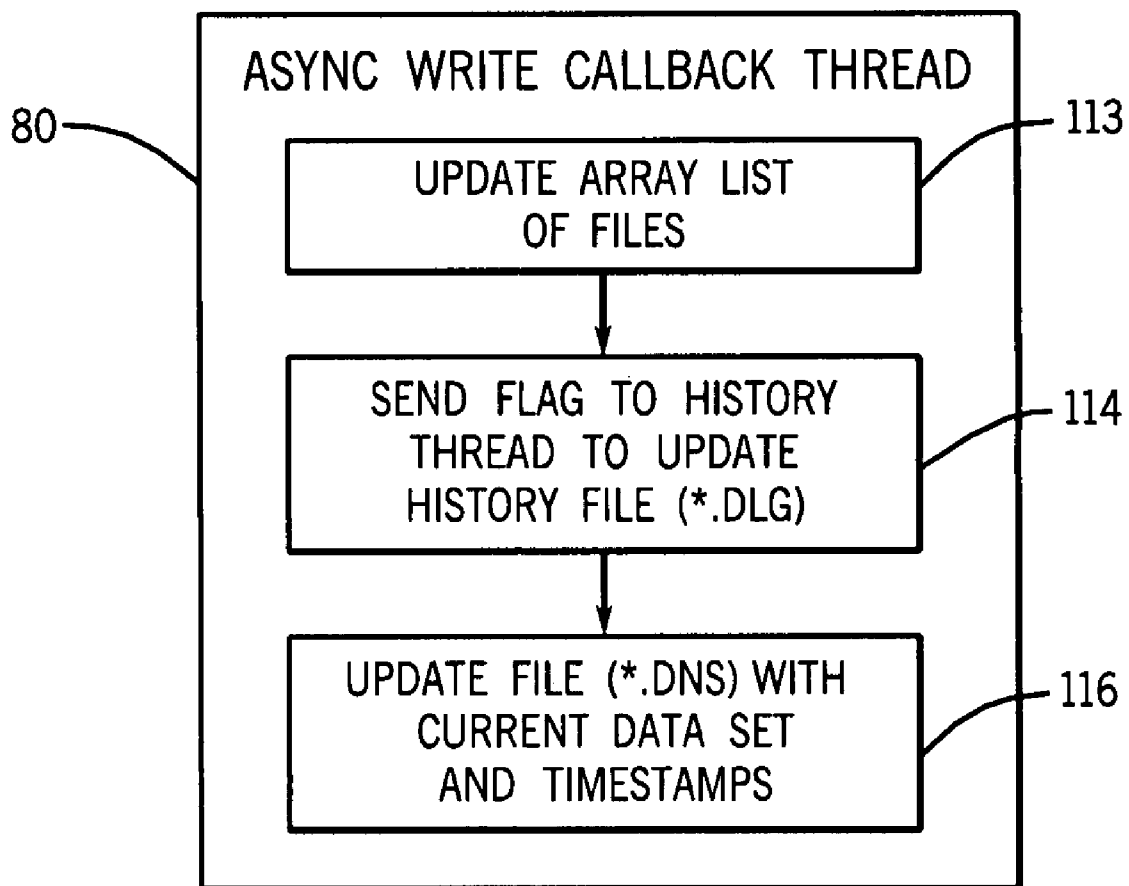 ASYNC WRITE CALLBACK THREAD
80
113
UPDATE ARRAY LIST
OF FILES
SEND FLAG TO HISTORY
THREAD TO UPDATE
HISTORY FILE (*.DLG)
114
UPDATE FILE (*.DNS) WITH
CURRENT DATA SET
AND TIMESTAMPS
116